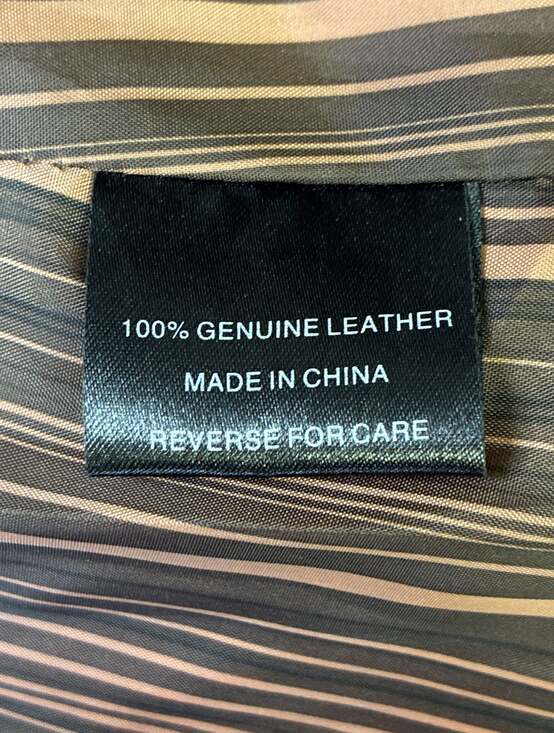 100% GENUINE LEATHER
MADE IN CHINA
REVERSE FOR CARE